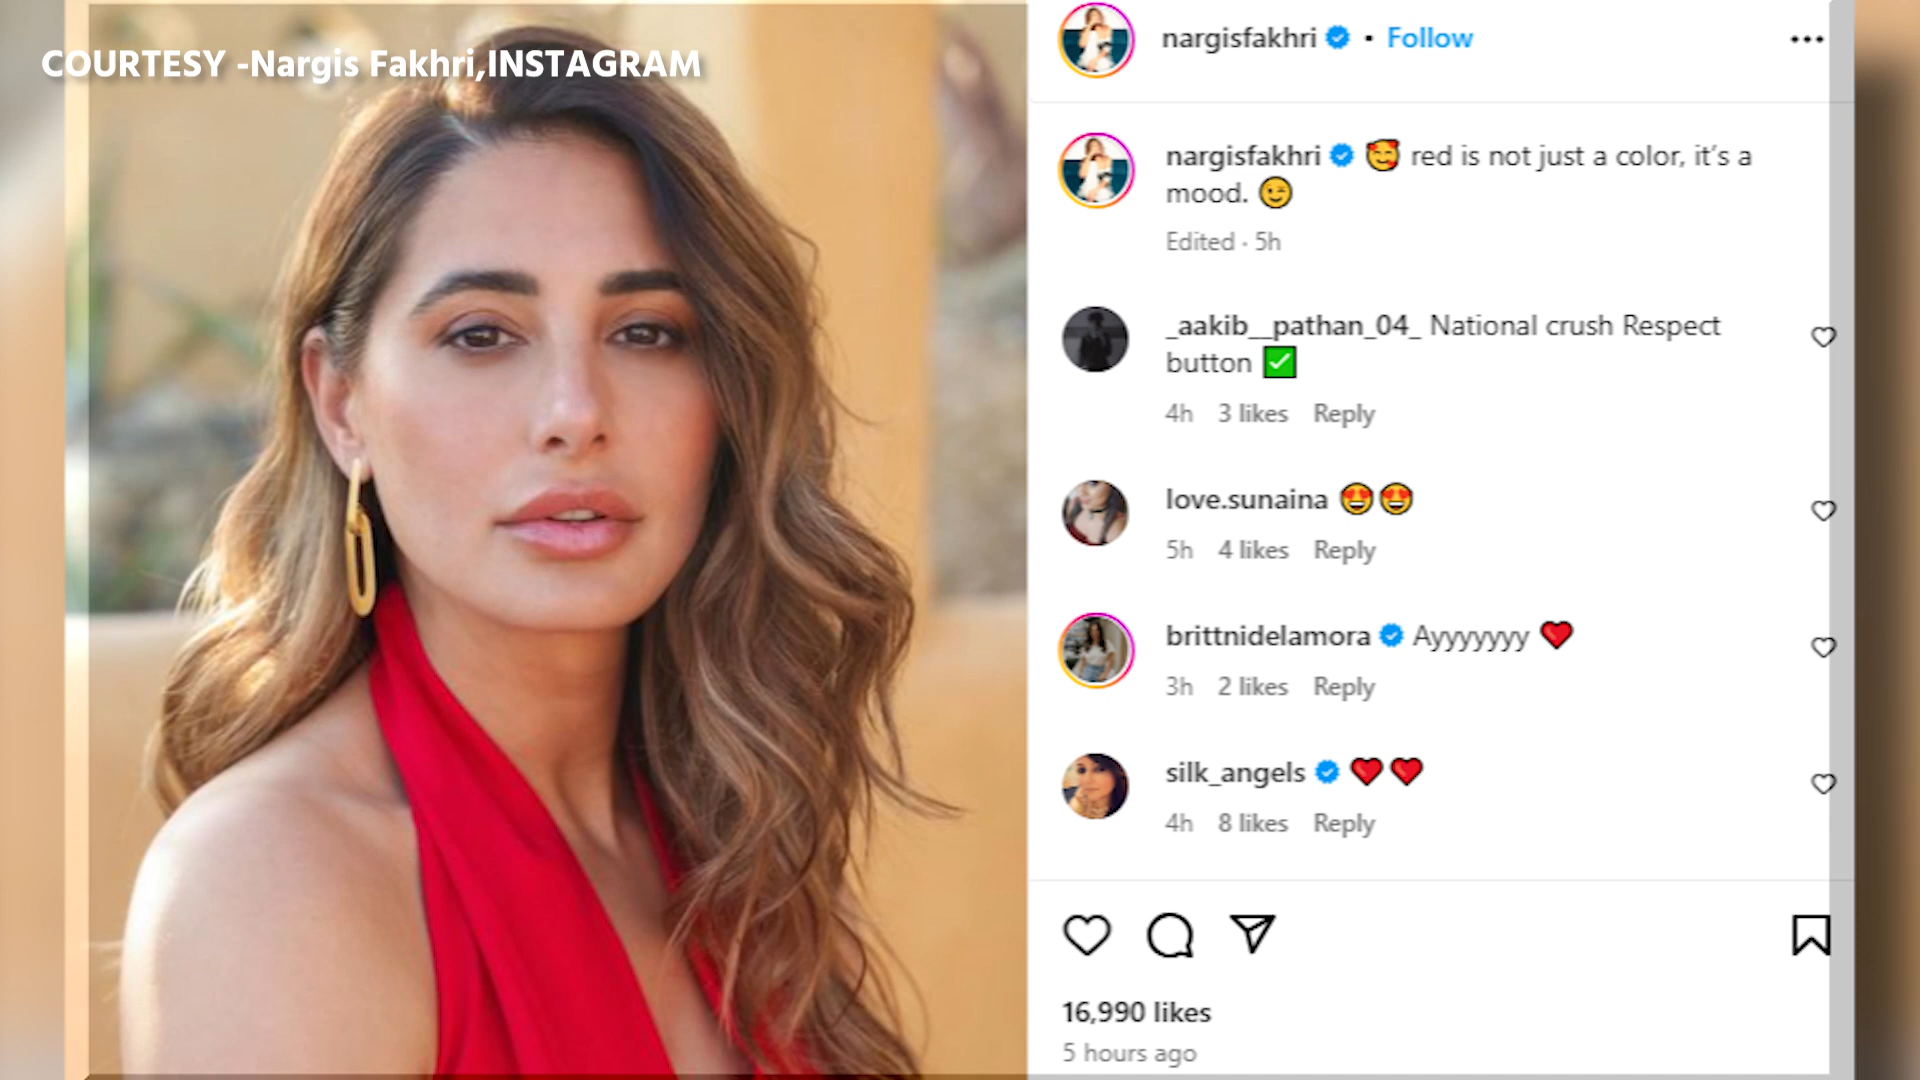 COURTESY -Nargis Fakhri,INSTAGRAM
nargisfakhri • Follow
nargisfakhri 🥰 red is not just a color, it's a
mood. 😉
Edited · 5h
_aakib__pathan_04_ National crush Respect
button ✅
4h 3 likes Reply
love.sunaina 😍😍
5h 4 likes Reply
brittnidelamora Ayyyyyyy ❤️
3h 2 likes Reply
silk_angels ❤️❤️
4h 8 likes Reply
16,990 likes
5 hours ago